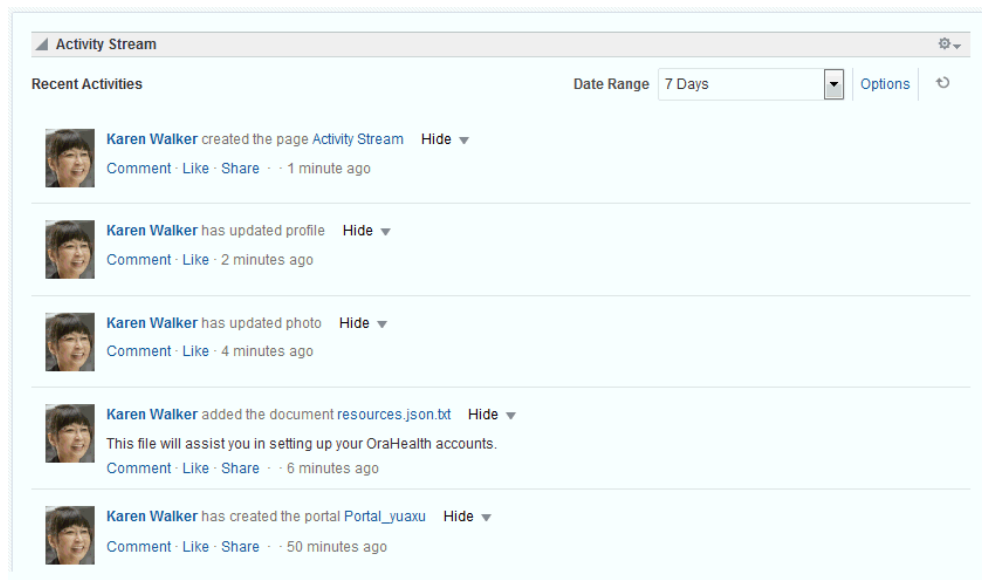 Activity Stream
Recent Activities Date Range 7 Days Options
Karen Walker created the page Activity Stream Hide
Comment · Like · Share · · 1 minute ago
Karen Walker has updated profile Hide
Comment · Like · 2 minutes ago
Karen Walker has updated photo Hide
Comment · Like · 4 minutes ago
Karen Walker added the document resources.json.txt Hide
This file will assist you in setting up your OraHealth accounts.
Comment · Like · Share · · 6 minutes ago
Karen Walker has created the portal Portal_yuaxu Hide
Comment · Like · Share · · 50 minutes ago